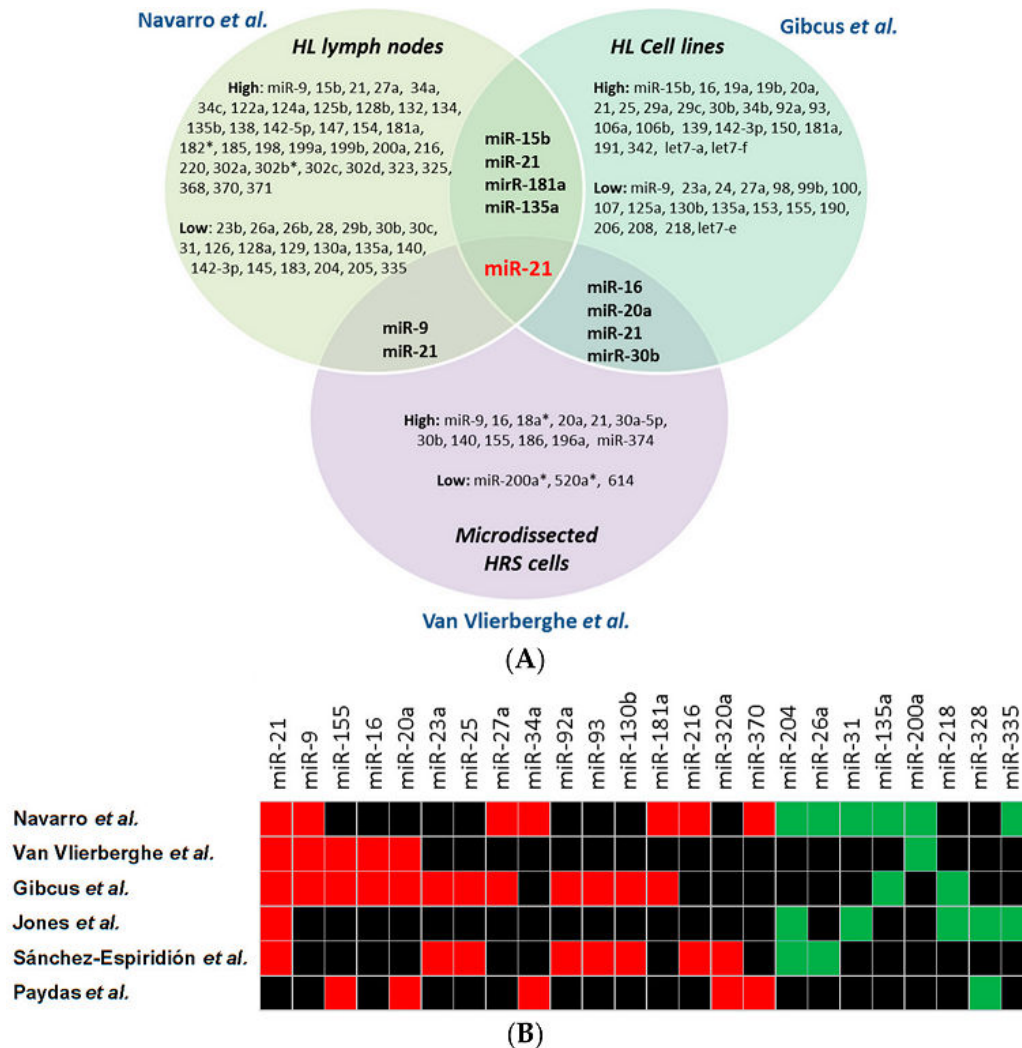 Navarro et al.
Gibcus et al.
HL lymph nodes
High: miR-9, 15b, 21, 27a, 34a,
34c, 122a, 124a, 125b, 128b, 132, 134,
135b, 138, 142-5p, 147, 154, 181a,
182*, 185, 198, 199a, 199b, 200a, 216,
220, 302a, 302b*, 302c, 302d, 323, 325,
368, 370, 371
Low: 23b, 26a, 26b, 28, 29b, 30b, 30c,
31, 126, 128a, 129, 130a, 135a, 140,
142-3p, 145, 183, 204, 205, 335
HL Cell lines
High: miR-15b, 16, 19a, 19b, 20a,
21, 25, 29a, 29c, 30b, 34b, 92a, 93,
106a, 106b, 139, 142-3p, 150, 181a,
191, 342, let7-a, let7-f
Low: miR-9, 23a, 24, 27a, 98, 99b, 100,
107, 125a, 130b, 135a, 153, 155, 190,
206, 208, 218, let7-e
miR-15b
miR-21
mirR-181a
miR-135a
miR-21
miR-9
miR-21
miR-16
miR-20a
miR-21
mirR-30b
High: miR-9, 16, 18a*, 20a, 21, 30a-5p,
30b, 140, 155, 186, 196a, miR-374
Low: miR-200a*, 520a*, 614
Microdissected
HRS cells
Van Vlierberghe et al.
(A)
miR-21
miR-9
miR-155
miR-16
miR-20a
miR-23a
miR-25
miR-27a
miR-34a
miR-92a
miR-93
miR-130b
miR-181a
miR-216
miR-320a
miR-370
miR-204
miR-26a
miR-31
miR-135a
miR-200a
miR-218
miR-328
miR-335
Navarro et al.
Van Vlierberghe et al.
Gibcus et al.
Jones et al.
Sánchez-Espiridión et al.
Paydas et al.
(B)